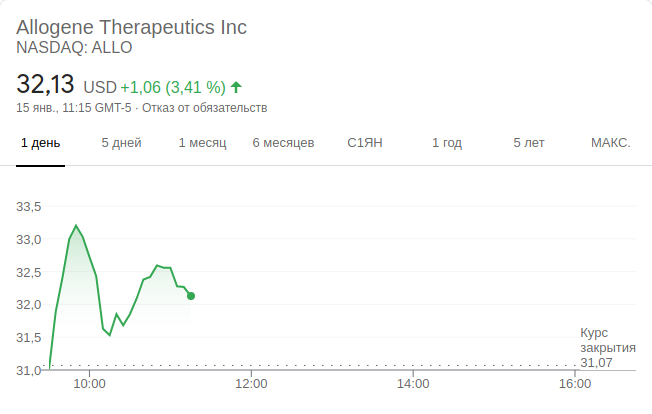 Allogene Therapeutics Inc
NASDAQ: ALLO
32,13 USD +1,06 (3,41 %)
15 янв., 11:15 GMT-5 · Отказ от обязательств
1 день 5 дней 1 месяц 6 месяцев С1ЯН 1 год 5 лет МАКС.
33,5
33,0
32,5
32,0
31,5
31,0
Курс
закрытия
31,07
10:00 12:00 14:00 16:00